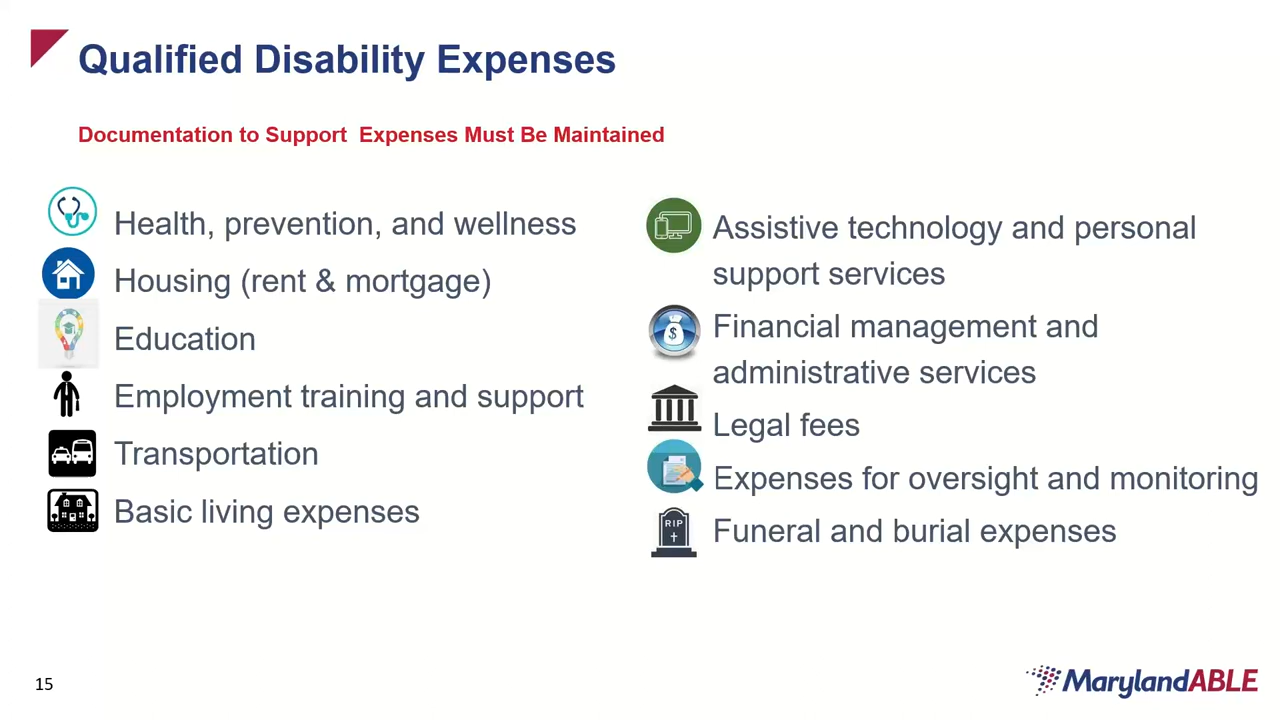 Qualified Disability Expenses
Documentation to Support  Expenses Must Be Maintained
Health, prevention, and wellness
Housing (rent & mortgage)
Education
Employment training and support
Transportation
Basic living expenses
Assistive technology and personal
support services
$
Financial management and
administrative services
Legal fees
Expenses for oversight and monitoring
RIP
Funeral and burial expenses
15
MarylandABLE